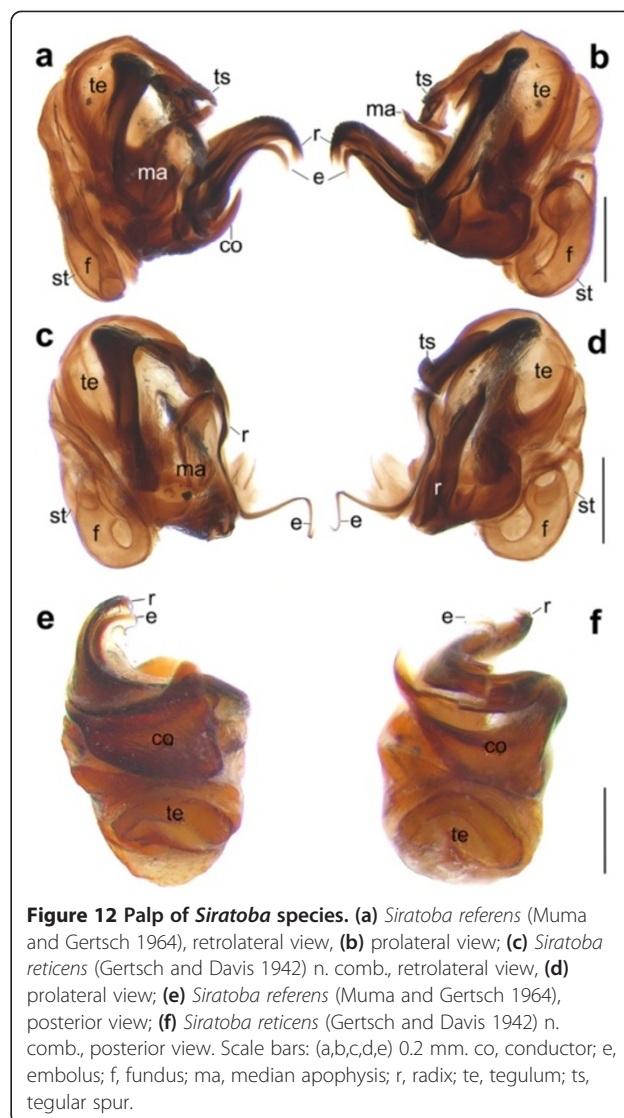 a
te
ts
ma
r
e
co
f
st
b
ts
te
ma
f
st
c
te
r
ma
st
f
e
d
ts
te
r
st
f
e
e
r
e
co
te
f
e
r
co
te
Figure 12 Palp of Siratoba species. (a) Siratoba referens (Muma
and Gertsch 1964), retrolateral view, (b) prolateral view; (c) Siratoba
reticens (Gertsch and Davis 1942) n. comb., retrolateral view, (d)
prolateral view; (e) Siratoba referens (Muma and Gertsch 1964),
posterior view; (f) Siratoba reticens (Gertsch and Davis 1942) n.
comb., posterior view. Scale bars: (a,b,c,d,e) 0.2 mm. co, conductor; e,
embolus; f, fundus; ma, median apophysis; r, radix; te, tegulum; ts,
tegular spur.